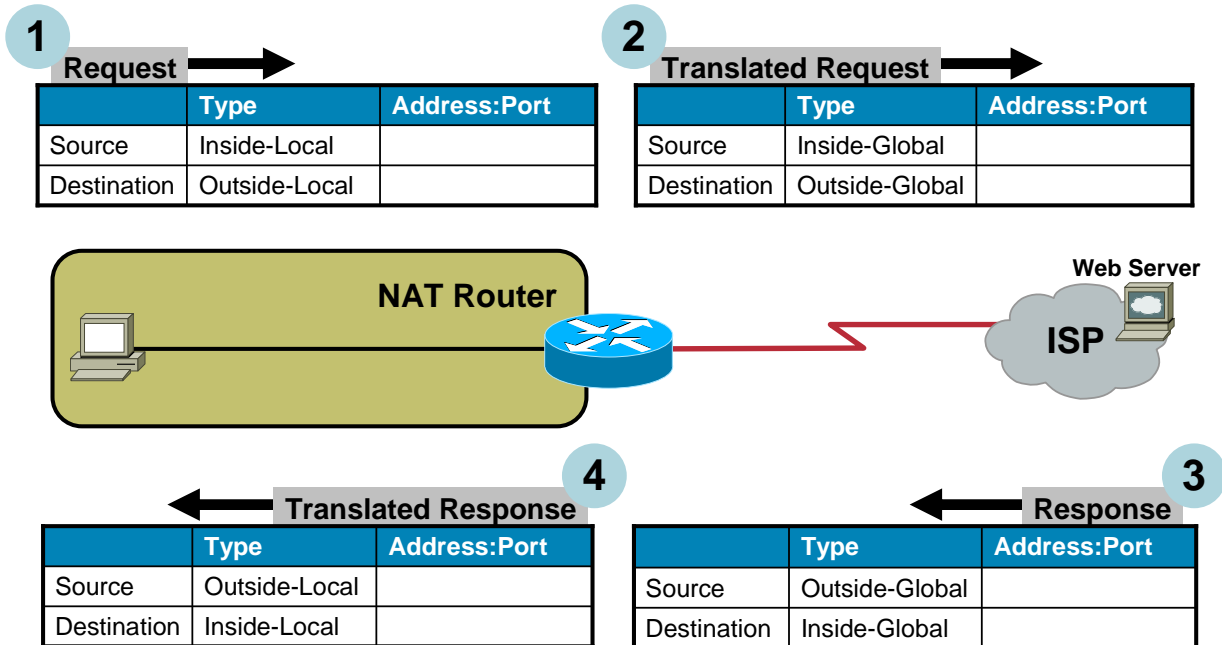 1
Request
Type Address:Port
Source Inside-Local
Destination Outside-Local
2
Translated Request
Type Address:Port
Source Inside-Global
Destination Outside-Global
NAT Router
Web Server
ISP
4
Translated Response
Type Address:Port
Source Outside-Local
Destination Inside-Local
3
Response
Type Address:Port
Source Outside-Global
Destination Inside-Global